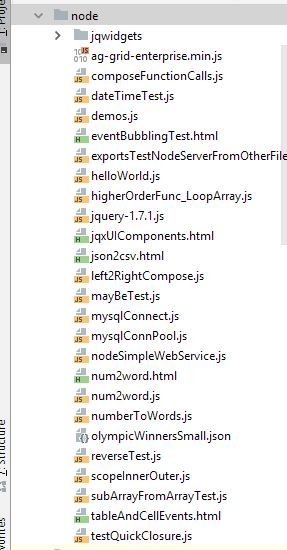 node
jqwidgets
ag-grid-enterprise.min.js
composeFunctionCalls.js
dateTimeTest.js
demos.js
eventBubblingTest.html
exportsTestNodeServerFromOtherFile
helloWorld.js
higherOrderFunc_LoopArray.js
jquery-1.7.1.js
jqxUIComponents.html
json2csv.html
left2RightCompose.js
mayBeTest.js
mysqlConnect.js
mysqlConnPool.js
nodeSimpleWebService.js
num2word.html
num2word.js
numberToWords.js
olympicWinnersSmall.json
reverseTest.js
scopeInnerOuter.js
subArrayFromArrayTest.js
tableAndCellEvents.html
testQuickClosure.js
7: Structure